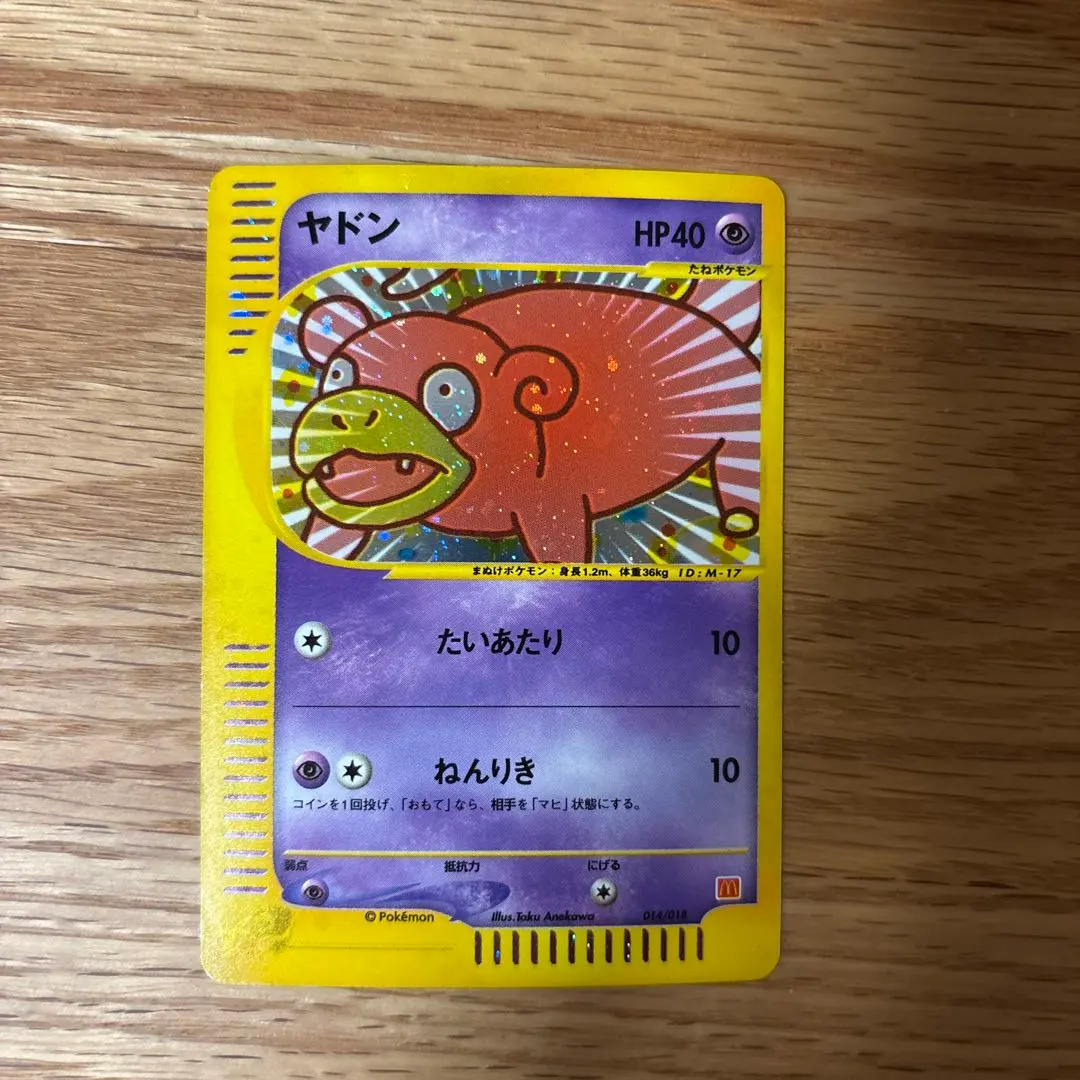 ヤドン HP40
たねポケモン
まぬけポケモン:身長1.2m、体重36kg ID:M-17
たいあたり 10
ねんりき 10
コインを1回投げ、「おもて」なら、相手を「マヒ」状態にする。
弱点 抵抗力 にげる
©Pokémon Illus.Taku Anekawa 014/018